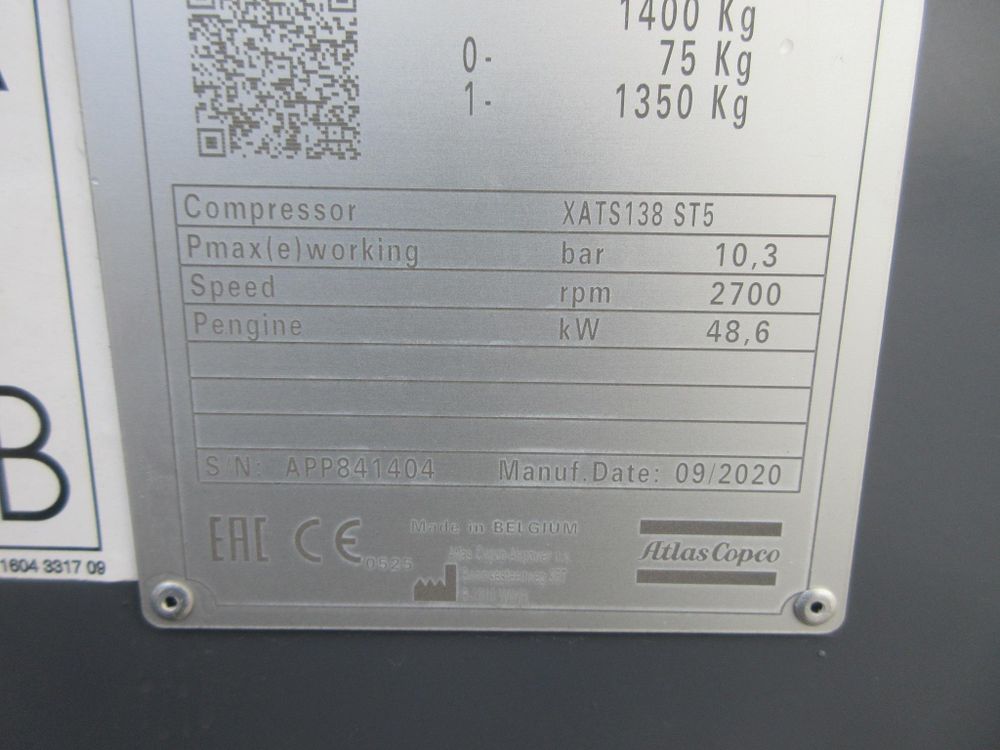 1400 Kg
0- 75 Kg
1- 1350 Kg
Compressor XATS138 ST5
Pmax(e)working bar 10,3
Speed rpm 2700
Pengine kW 48,6
S/N: APP841404 Manuf.Date: 09/2020
EAC CE 0525
Made in BELGIUM
Atlas Copco
B
1604 3317 09